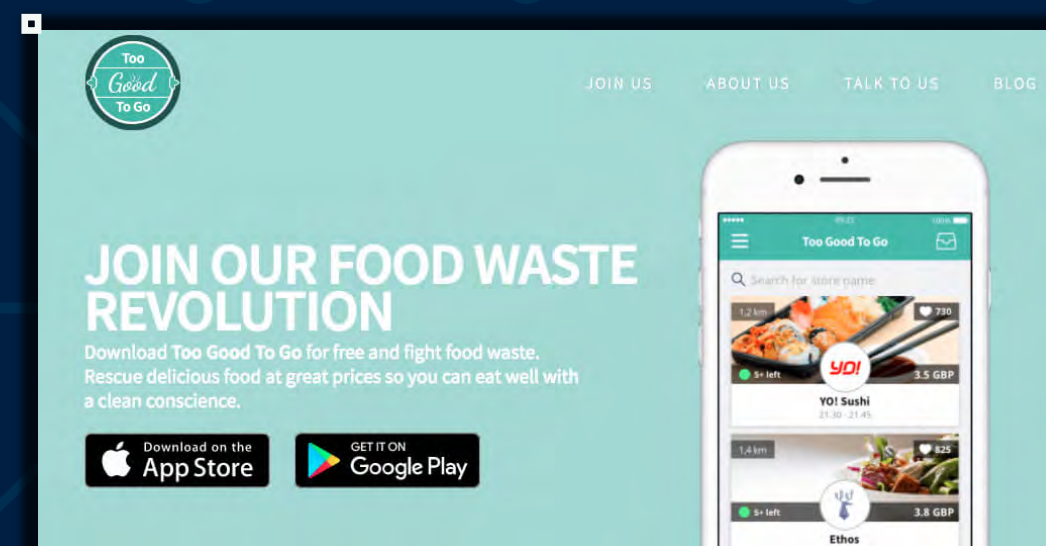 Too
Good
To Go
JOIN US
ABOUT US
TALK TO US
BLOG
JOIN OUR FOOD WASTE
REVOLUTION
Download Too Good To Go for free and fight food waste.
Rescue delicious food at great prices so you can eat well with
a clean conscience.
Download on the
App Store
GET IT ON
Google Play
09:22
100%
Too Good To Go
Search for store name
1,2 km
730
YO!
5+ left
3.5 GBP
YO! Sushi
21:30 - 21:45
1,4 km
825
5+ left
3.8 GBP
Ethos